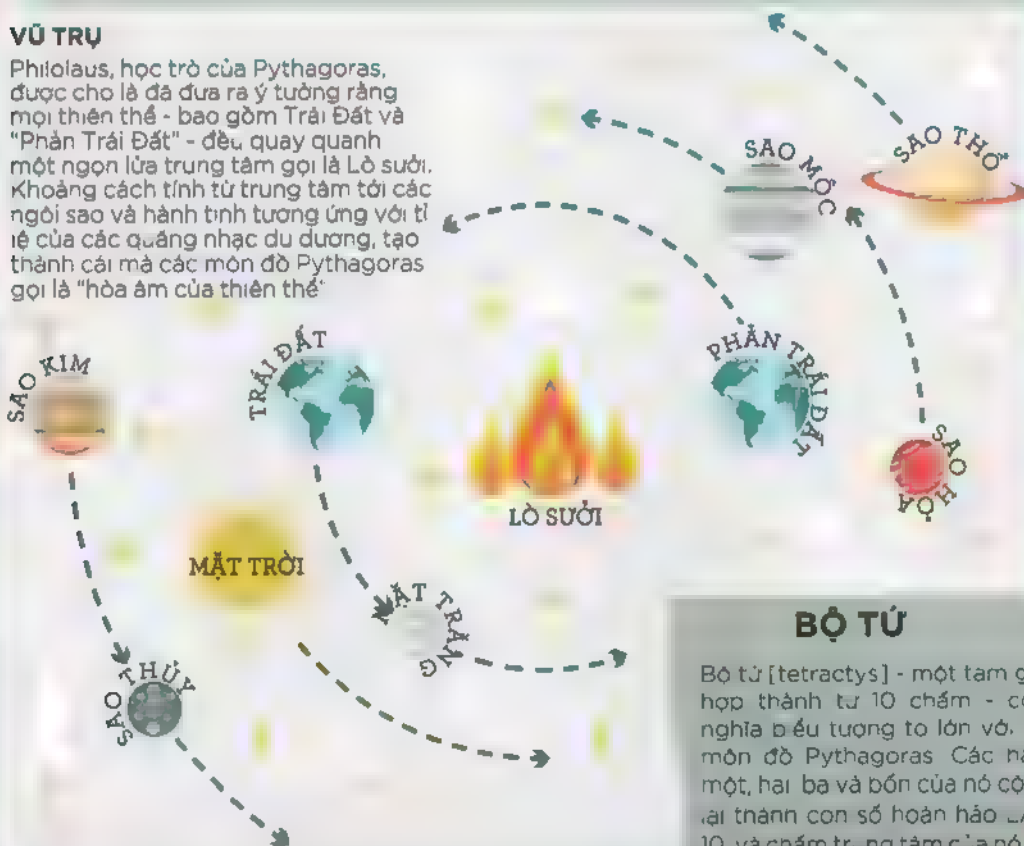 VŨ TRỤ
Philolaus, học trò của Pythagoras,
được cho là đã đưa ra ý tưởng rằng
mọi thiên thể - bao gồm Trái Đất và
"Phản Trái Đất" - đều quay quanh
một ngọn lửa trung tâm gọi là Lò sưởi.
Khoảng cách tính từ trung tâm tới các
ngôi sao và hành tinh tương ứng với tỉ
lệ của các quãng nhạc du dương, tạo
thành cái mà các môn đồ Pythagoras
gọi là "hòa âm của thiên thể"
SAO THỔ
SAO MỘC
SAO KIM
TRÁI ĐẤT
PHẢN TRÁI ĐẤT
SAO HỎA
LÒ SƯỞI
MẶT TRỜI
MẶT TRĂNG
SAO THỦY
BỘ TỨ
Bộ tứ [tetractys] - một tam
hợp thành từ 10 chấm -
nghĩa biểu tượng to lớn với
môn đồ Pythagoras Các
một, hai ba và bốn của nó
lại thành con số hoàn hảo
10, và chấm trung tâm của nó